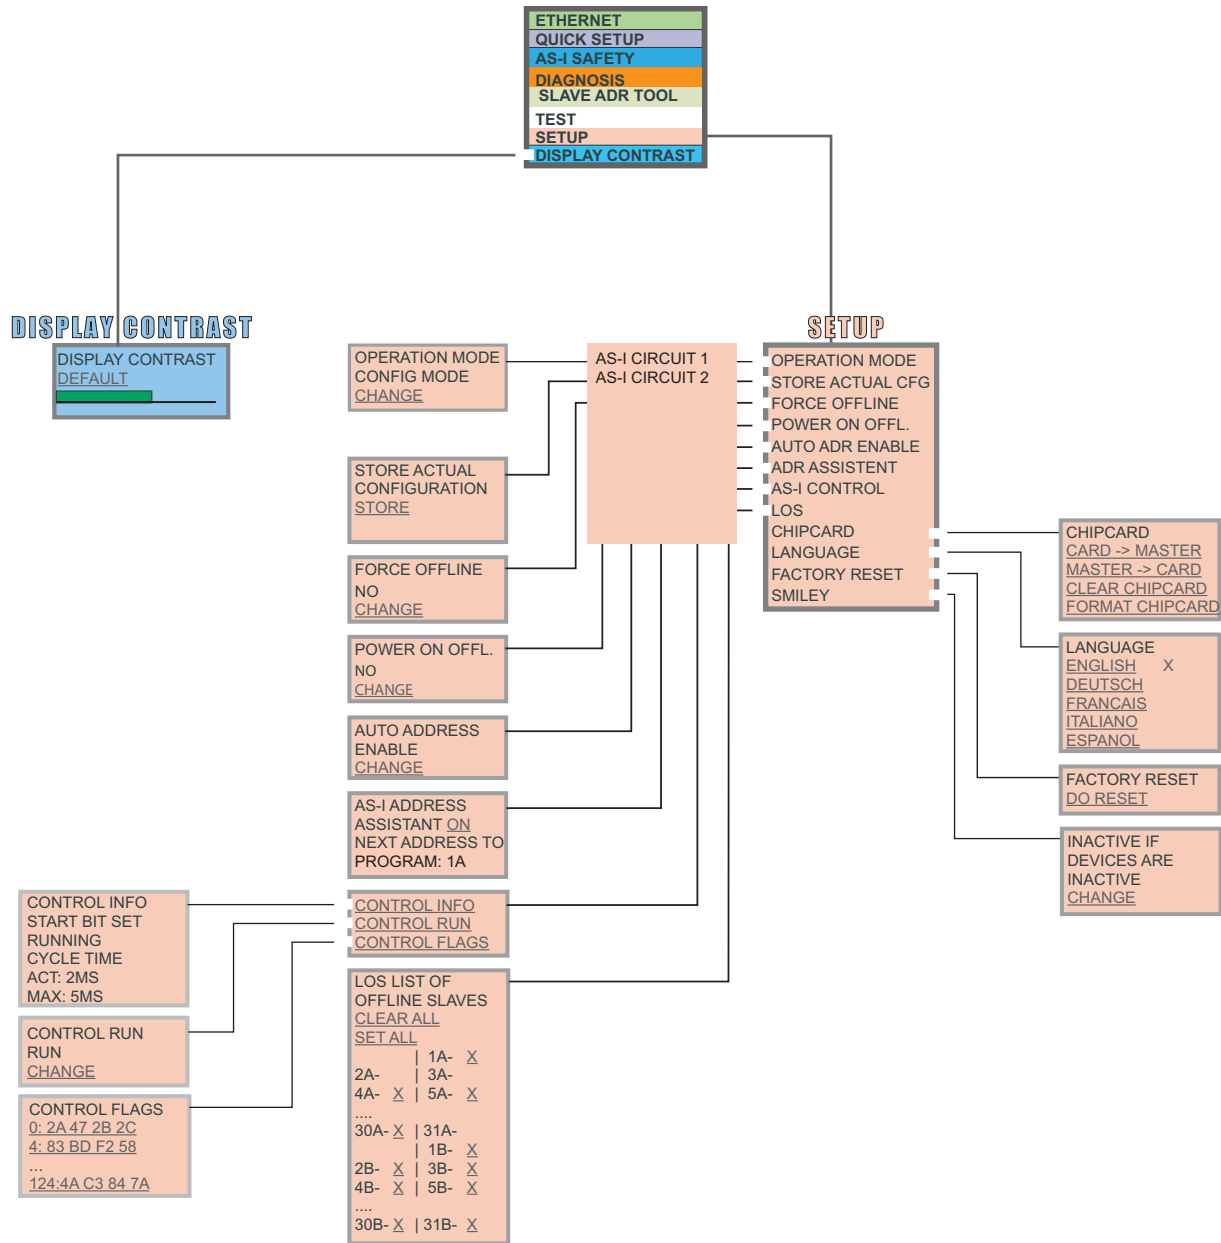 ETHERNET
QUICK SETUP
AS-I SAFETY
DIAGNOSIS
SLAVE ADR TOOL
TEST
SETUP
DISPLAY CONTRAST
DISPLAY CONTRAST
DISPLAY CONTRAST
DEFAULT
OPERATION MODE
CONFIG MODE
CHANGE
STORE ACTUAL
CONFIGURATION
STORE
FORCE OFFLINE
NO
CHANGE
POWER ON OFFL.
NO
CHANGE
AUTO ADDRESS
ENABLE
CHANGE
AS-I ADDRESS
ASSISTANT ON
NEXT ADDRESS TO
PROGRAM: 1A
CONTROL INFO
CONTROL RUN
CONTROL FLAGS
LOS LIST OF
OFFLINE SLAVES
CLEAR ALL
SET ALL
| 1A- X
2A- | 3A-
4A- X | 5A- X
....
30A- X | 31A-
| 1B- X
2B- X | 3B- X
4B- X | 5B- X
....
30B- X | 31B- X
CONTROL INFO
START BIT SET
RUNNING
CYCLE TIME
ACT: 2MS
MAX: 5MS
CONTROL RUN
RUN
CHANGE
CONTROL FLAGS
0: 2A 47 2B 2C
4: 83 BD F2 58
...
124:4A C3 84 7A
AS-I CIRCUIT 1
AS-I CIRCUIT 2
SETUP
OPERATION MODE
STORE ACTUAL CFG
FORCE OFFLINE
POWER ON OFFL.
AUTO ADR ENABLE
ADR ASSISTENT
AS-I CONTROL
LOS
CHIPCARD
LANGUAGE
FACTORY RESET
SMILEY
CHIPCARD
CARD -> MASTER
MASTER -> CARD
CLEAR CHIPCARD
FORMAT CHIPCARD
LANGUAGE
ENGLISH X
DEUTSCH
FRANCAIS
ITALIANO
ESPANOL
FACTORY RESET
DO RESET
INACTIVE IF
DEVICES ARE
INACTIVE
CHANGE